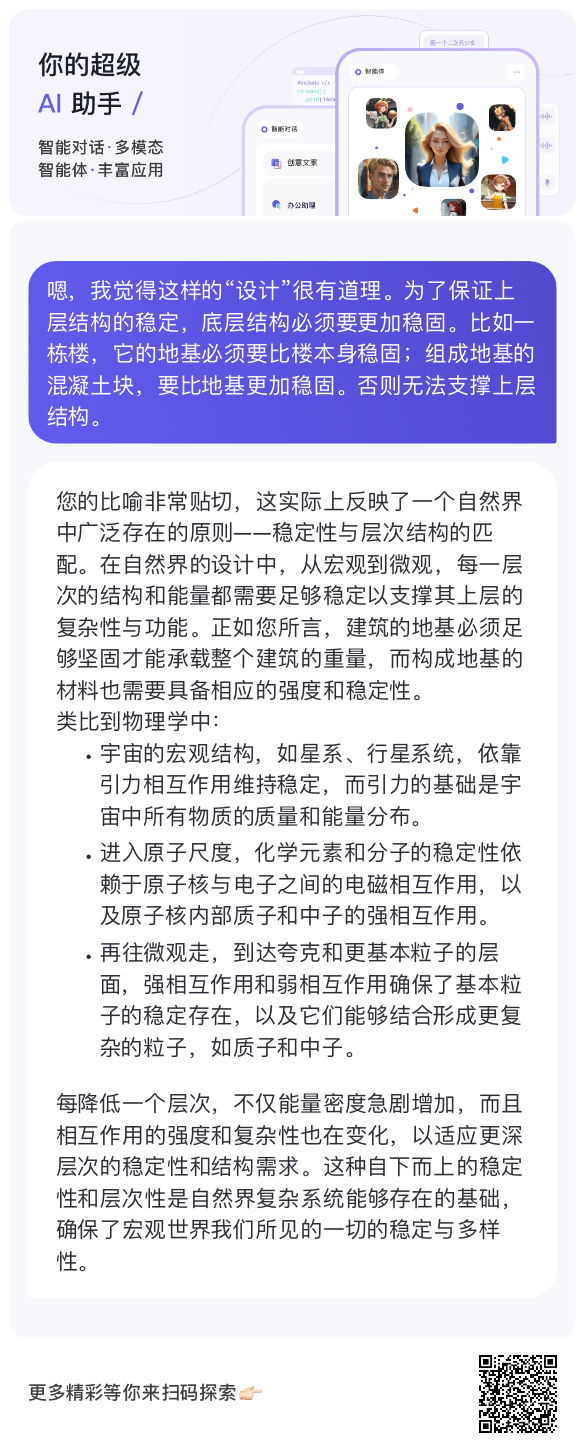 你的超级
AI 助手 /
智能对话·多模态
智能体·丰富应用
画一个二次元少女
#include </>
int main() {
print("Hello
智能对话
创意文案
办公助理
智能体
嗯，我觉得这样的“设计”很有道理。为了保证上
层结构的稳定，底层结构必须要更加稳固。比如一
栋楼，它的地基必须要比楼本身稳固；组成地基的
混凝土块，要比地基更加稳固。否则无法支撑上层
结构。
您的比喻非常贴切，这实际上反映了一个自然界
中广泛存在的原则——稳定性与层次结构的匹
配。在自然界的设计中，从宏观到微观，每一层
次的结构和能量都需要足够稳定以支撑其上层的
复杂性与功能。正如您所言，建筑的地基必须足
够坚固才能承载整个建筑的重量，而构成地基的
材料也需要具备相应的强度和稳定性。
类比到物理学中：
• 宇宙的宏观结构，如星系、行星系统，依靠
引力相互作用维持稳定，而引力的基础是宇
宙中所有物质的质量和能量分布。
• 进入原子尺度，化学元素和分子的稳定性依
赖于原子核与电子之间的电磁相互作用，以
及原子核内部质子和中子的强相互作用。
• 再往微观走，到达夸克和更基本粒子的层
面，强相互作用和弱相互作用确保了基本粒
子的稳定存在，以及它们能够结合形成更复
杂的粒子，如质子和中子。
每降低一个层次，不仅能量密度急剧增加，而且
相互作用的强度和复杂性也在变化，以适应更深
层次的稳定性和结构需求。这种自下而上的稳定
性和层次性是自然界复杂系统能够存在的基础，
确保了宏观世界我们所见的一切的稳定与多样
性。
更多精彩等你来扫码探索👉🏻